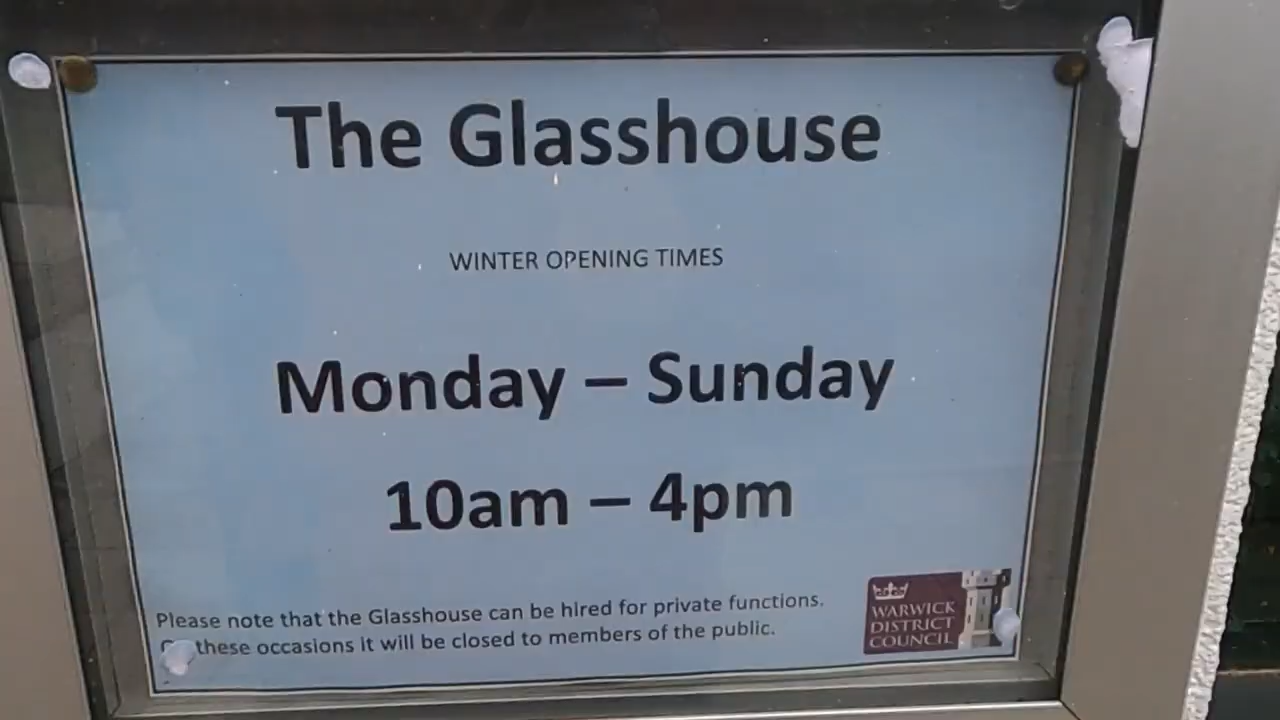 The Glasshouse
WINTER OPENING TIMES
Monday – Sunday
10am – 4pm
Please note that the Glasshouse can be hired for private functions.
these occasions it will be closed to members of the public.
WARWICK
DISTRICT
COUNCIL